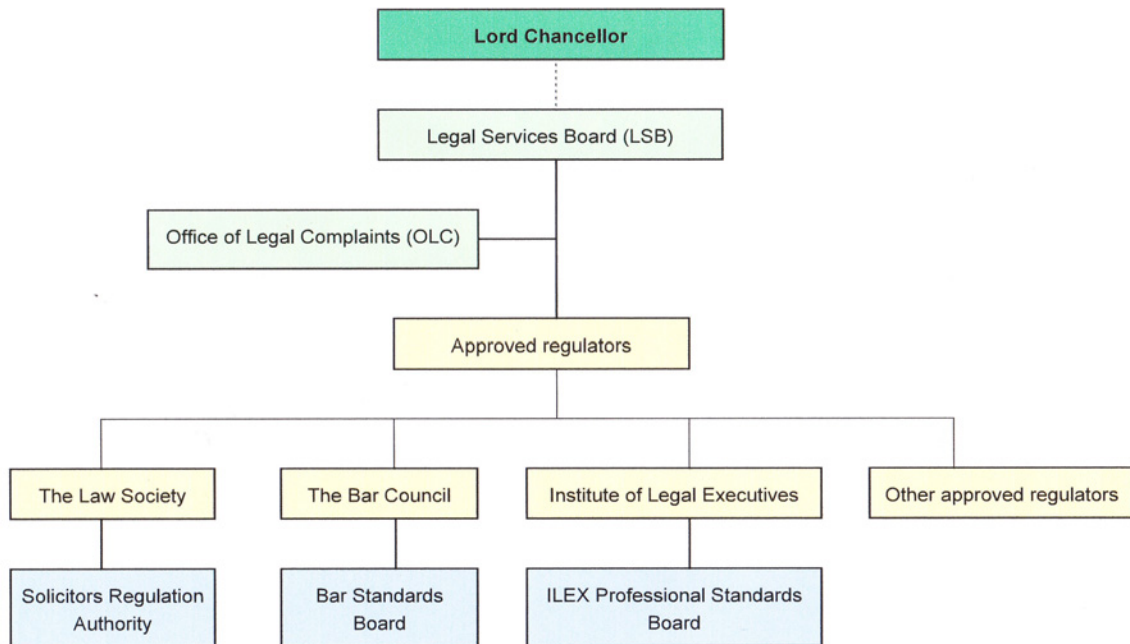 Lord Chancellor
Legal Services Board (LSB)
Office of Legal Complaints (OLC)
Approved regulators
The Law Society
The Bar Council
Institute of Legal Executives
Other approved regulators
Solicitors Regulation
Authority
Bar Standards
Board
ILEX Professional Standards
Board